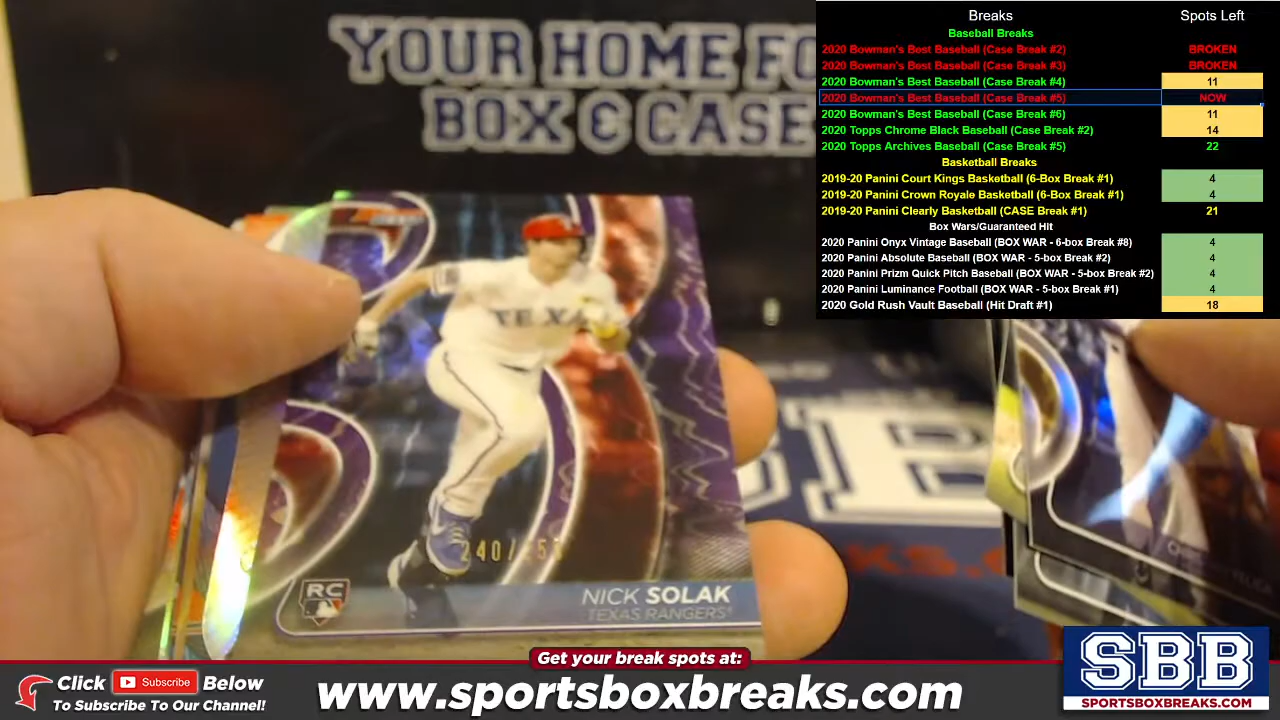 YOUR HOME FO
BOX & CASE
Breaks Spots Left
Baseball Breaks
2020 Bowman's Best Baseball (Case Break #2) BROKEN
2020 Bowman's Best Baseball (Case Break #3) BROKEN
2020 Bowman's Best Baseball (Case Break #4) 11
2020 Bowman's Best Baseball (Case Break #5) NOW
2020 Bowman's Best Baseball (Case Break #6) 11
2020 Topps Chrome Black Baseball (Case Break #2) 14
2020 Topps Archives Baseball (Case Break #5) 22
Basketball Breaks
2019-20 Panini Court Kings Basketball (6-Box Break #1) 4
2019-20 Panini Crown Royale Basketball (6-Box Break #1) 4
2019-20 Panini Clearly Basketball (CASE Break #1) 21
Box Wars/Guaranteed Hit
2020 Panini Onyx Vintage Baseball (BOX WAR - 6-box Break #8) 4
2020 Panini Absolute Baseball (BOX WAR - 5-box Break #2) 4
2020 Panini Prizm Quick Pitch Baseball (BOX WAR - 5-box Break #2) 4
2020 Panini Luminance Football (BOX WAR - 5-box Break #1) 4
2020 Gold Rush Vault Baseball (Hit Draft #1) 18
TEXA
RC
NICK SOLAK
TEXAS RANGERS
Get your break spots at:
Click Subscribe Below
To Subscribe To Our Channel!
www.sportsboxbreaks.com
SBB
SPORTSBOXBREAKS.COM